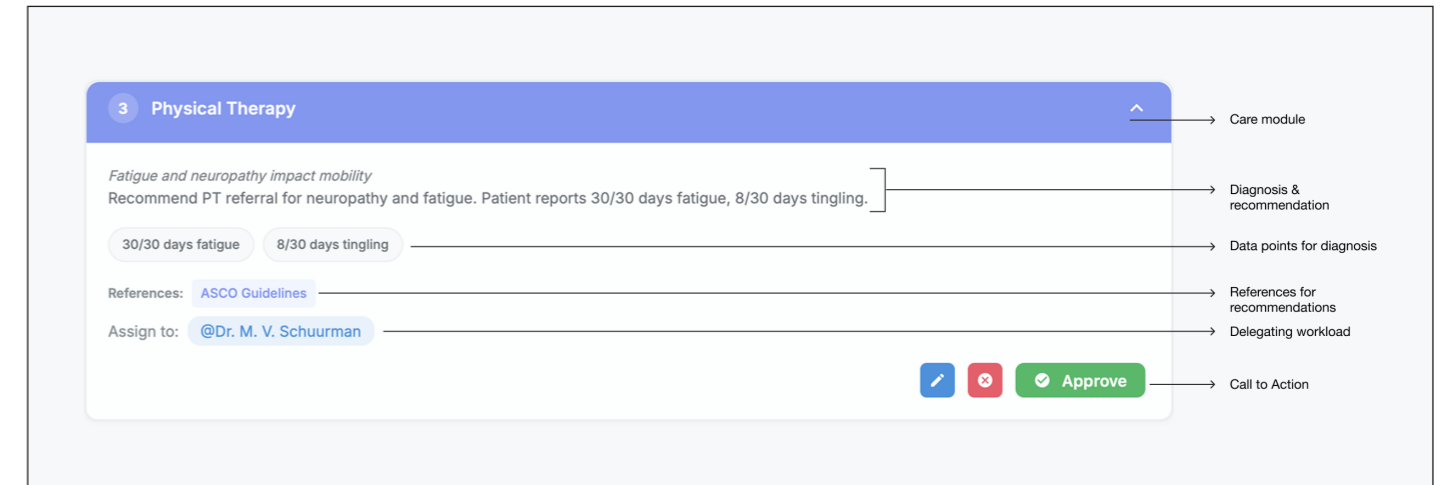 3 Physical Therapy
Care module
Fatigue and neuropathy impact mobility
Recommend PT referral for neuropathy and fatigue. Patient reports 30/30 days fatigue, 8/30 days tingling.
Diagnosis &
recommendation
30/30 days fatigue 8/30 days tingling
Data points for diagnosis
References: ASCO Guidelines
References for
recommendations
Assign to: @Dr. M. V. Schuurman
Delegating workload
Approve
Call to Action